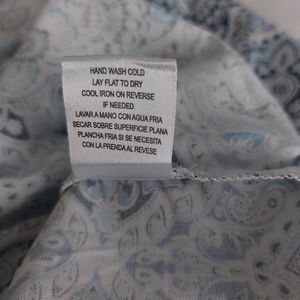 HAND WASH COLD
LAY FLAT TO DRY
COOL IRON ON REVERSE
IF NEEDED
LAVAR A MANO CON AGUA FRIA
SECAR SOBRE SUPERFICIE PLANA
PLANCHA FRIA SI SE NECESITA
CON LA PRENDA AL REVESE